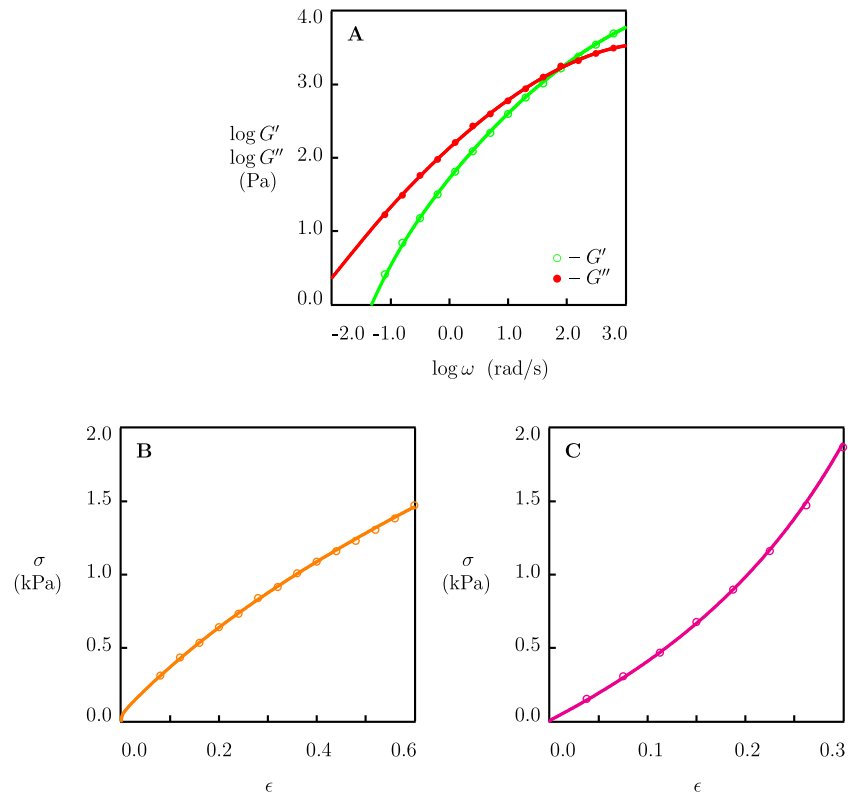 A
4.0
3.0
log G′
log G″
(Pa)
2.0
1.0
0.0
– G′
– G″
-2.0 -1.0 0.0 1.0 2.0 3.0
log ω (rad/s)
B
2.0
1.5
σ
(kPa)
1.0
0.5
0.0
0.0 0.2 0.4 0.6
ϵ
C
2.0
1.5
σ
(kPa)
1.0
0.5
0.0
0.0 0.1 0.2 0.3
ϵ